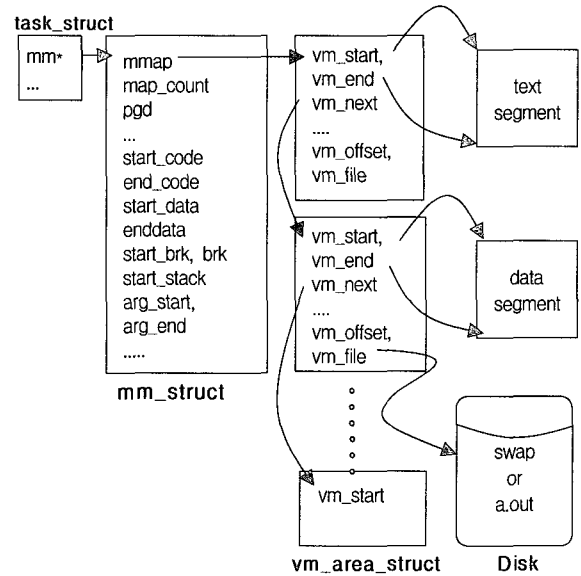 task_struct
mm*
...
mmap
map_count
pgd
...
start_code
end_code
start_data
enddata
start_brk, brk
start_stack
arg_start,
arg_end
.....
mm_struct
vm_start,
vm_end
vm_next
....
vm_offset,
vm_file
vm_start,
vm_end
vm_next
....
vm_offset,
vm_file
vm_start
vm_area_struct
text
segment
data
segment
swap
or
a.out
Disk